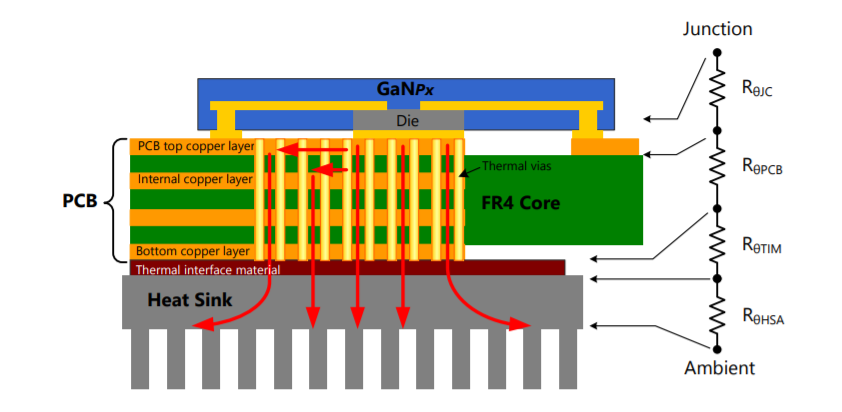 Junction
GaNPx
RθJC
Die
PCB top copper layer
Thermal vias
RθPCB
Internal copper layer
PCB
FR4 Core
RθTIM
Bottom copper layer
Thermal interface material
Heat Sink
RθHSA
Ambient